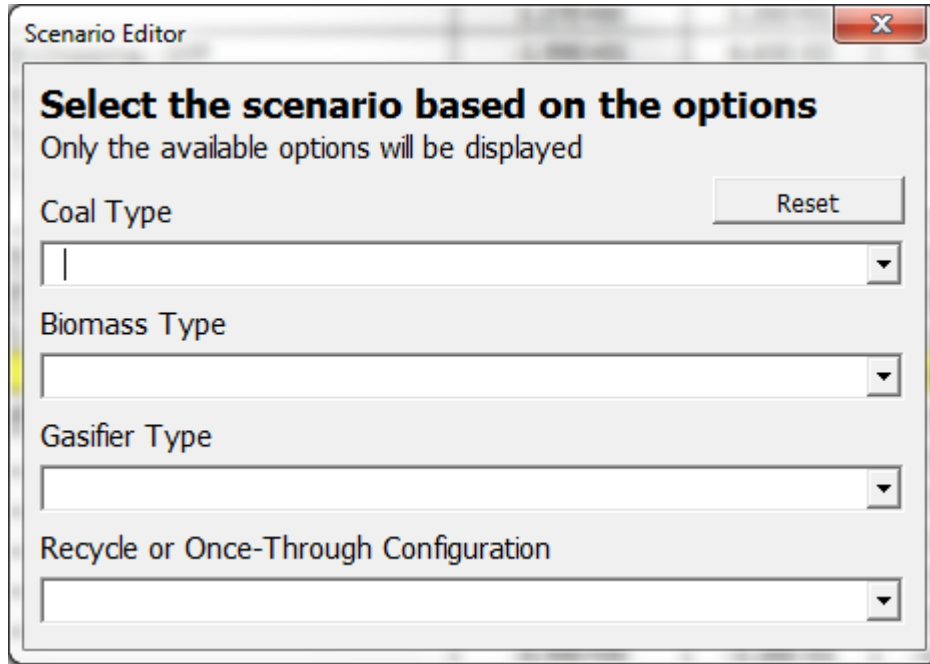 Scenario Editor
Select the scenario based on the options
Only the available options will be displayed
Reset
Coal Type
Biomass Type
Gasifier Type
Recycle or Once-Through Configuration